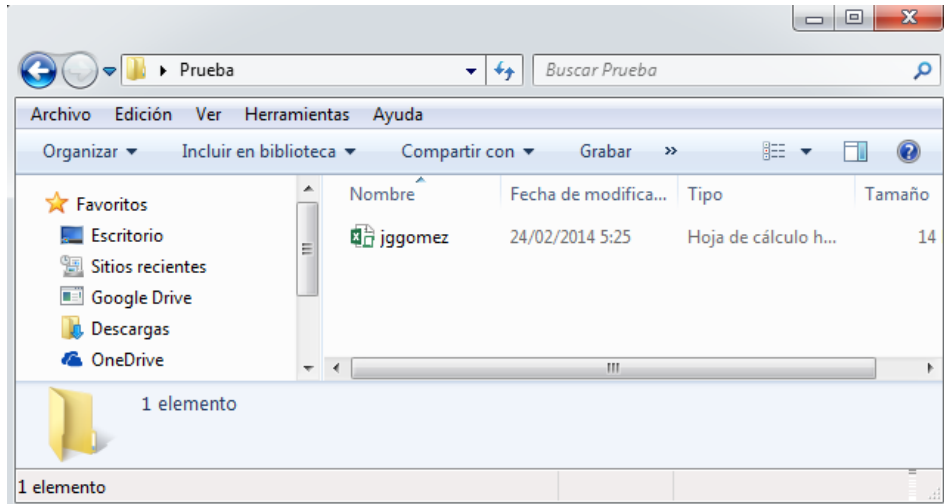 Prueba
Buscar Prueba
Archivo Edición Ver Herramientas Ayuda
Organizar Incluir en biblioteca Compartir con Grabar »
Favoritos
Escritorio
Sitios recientes
Google Drive
Descargas
OneDrive
Nombre Fecha de modifica... Tipo Tamaño
jggomez 24/02/2014 5:25 Hoja de cálculo h... 14
1 elemento
1 elemento